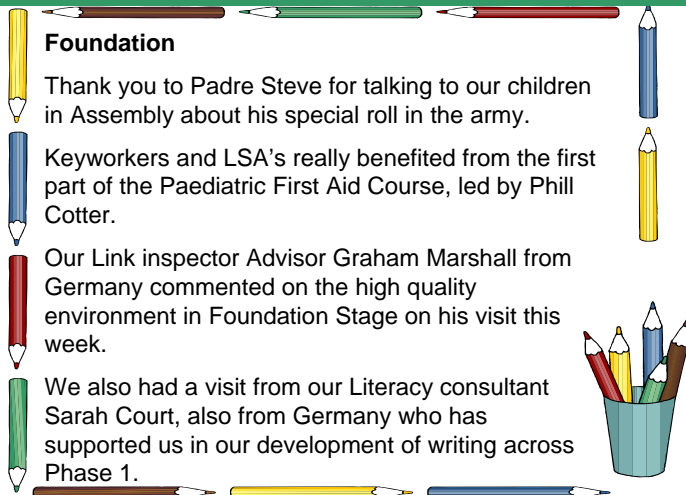 Foundation
Thank you to Padre Steve for talking to our children
in Assembly about his special roll in the army.
Keyworkers and LSA's really benefited from the first
part of the Paediatric First Aid Course, led by Phill
Cotter.
Our Link inspector Advisor Graham Marshall from
Germany commented on the high quality
environment in Foundation Stage on his visit this
week.
We also had a visit from our Literacy consultant
Sarah Court, also from Germany who has
supported us in our development of writing across
Phase 1.